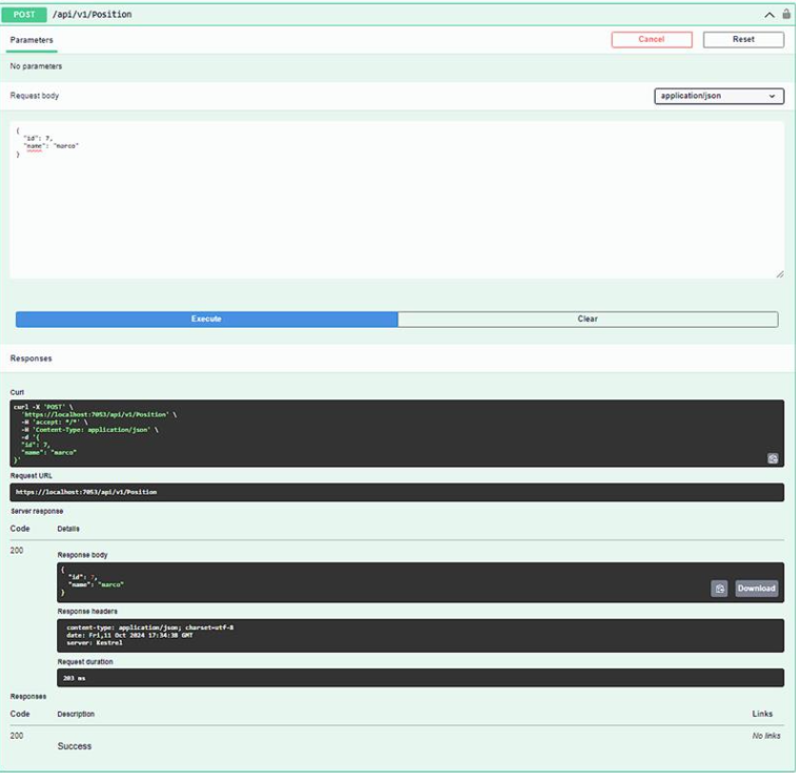 POST /api/v1/Position
Parameters Cancel Reset
No parameters
Request body application/json
{
"id": 7,
"name": "marco"
}
Execute Clear
Responses
Curl
curl -X 'POST' \
'https://localhost:7053/api/v1/Position' \
-H 'accept: */*' \
-H 'Content-Type: application/json' \
-d '{
"id": 7,
"name": "marco"
}'
Request URL
https://localhost:7053/api/v1/Position
Server response
Code Details
200
Response body
{
"id": 7,
"name": "marco"
}
Download
Response headers
content-type: application/json; charset=utf-8
date: Fri,11 Oct 2024 17:34:38 GMT
server: Kestrel
Request duration
203 ms
Responses
Code Description Links
200 No links
Success